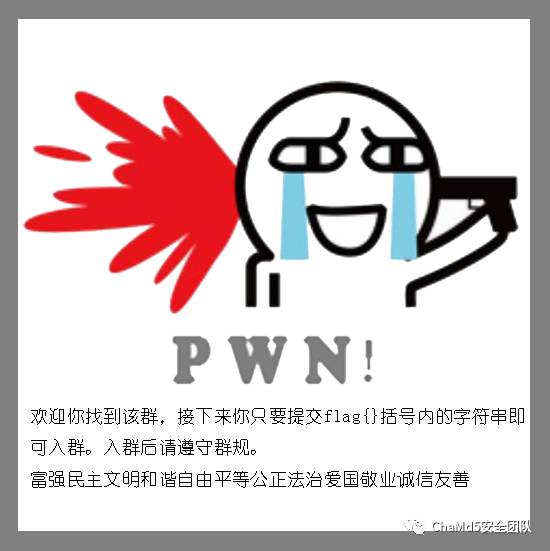 PWN!
欢迎你找到该群，接下来你只要提交flag{}括号内的字符串即
可入群。入群后请遵守群规。
富强民主文明和谐自由平等公正法治爱国敬业诚信友善
ChaMd5安全团队